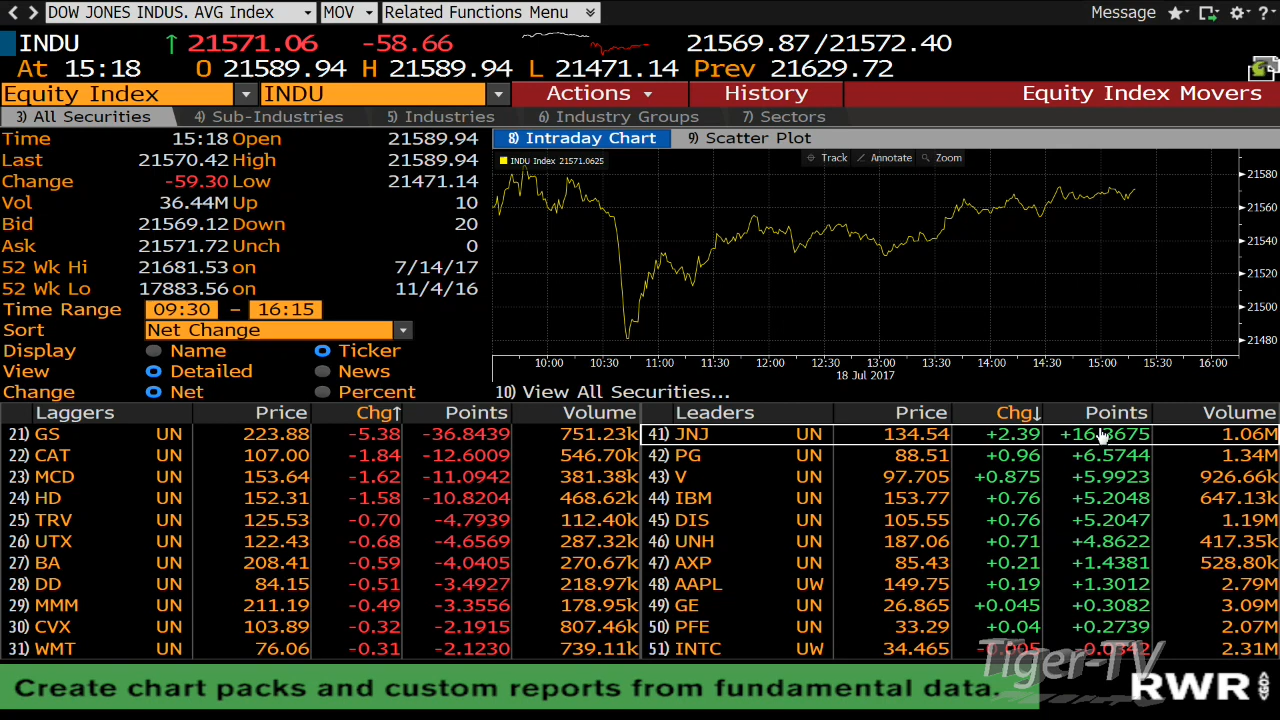 DOW JONES INDUS. AVG Index MOV Related Functions Menu Message
INDU 21571.06 -58.66 21569.87/21572.40
At 15:18 O 21589.94 H 21589.94 L 21471.14 Prev 21629.72
Equity Index INDU Actions History Equity Index Movers
3) All Securities 4) Sub-Industries 5) Industries 6) Industry Groups 7) Sectors
Time 15:18 Open 21589.94
Last 21570.42 High 21589.94
Change -59.30 Low 21471.14
Vol 36.44M Up 10
Bid 21569.12 Down 20
Ask 21571.72 Unch 0
52 Wk Hi 21681.53 on 7/14/17
52 Wk Lo 17883.56 on 11/4/16
Time Range 09:30 - 16:15
Sort Net Change
Display Name Ticker
View Detailed News
Change Net Percent
8) Intraday Chart 9) Scatter Plot
INDU Index 21571.0625 Track Annotate Zoom
21580
21560
21540
21520
21500
21480
10:00 10:30 11:00 11:30 12:00 12:30 13:00 13:30 14:00 14:30 15:00 15:30 16:00
18 Jul 2017
10) View All Securities...
Laggers Price Chg↑ Points Volume Leaders Price Chg↓ Points Volume
21) GS UN 223.88 -5.38 -36.8439 751.23k 41) JNJ UN 134.54 +2.39 +16.3675 1.06M
22) CAT UN 107.00 -1.84 -12.6009 546.70k 42) PG UN 88.51 +0.96 +6.5744 1.34M
23) MCD UN 153.64 -1.62 -11.0942 381.38k 43) V UN 97.705 +0.875 +5.9923 926.66k
24) HD UN 152.31 -1.58 -10.8204 468.62k 44) IBM UN 153.77 +0.76 +5.2048 647.13k
25) TRV UN 125.53 -0.70 -4.7939 112.40k 45) DIS UN 105.55 +0.76 +5.2047 1.19M
26) UTX UN 122.43 -0.68 -4.6569 287.32k 46) UNH UN 187.06 +0.71 +4.8622 417.35k
27) BA UN 208.41 -0.59 -4.0405 270.67k 47) AXP UN 85.43 +0.21 +1.4381 528.80k
28) DD UN 84.15 -0.51 -3.4927 218.97k 48) AAPL UW 149.75 +0.19 +1.3012 2.79M
29) MMM UN 211.19 -0.49 -3.3556 178.95k 49) GE UN 26.865 +0.045 +0.3082 3.09M
30) CVX UN 103.89 -0.32 -2.1915 807.46k 50) PFE UN 33.29 +0.04 +0.2739 2.07M
31) WMT UN 76.06 -0.31 -2.1230 739.11k 51) INTC UW 34.465 -0.005 -0.0342 2.31M
Tiger-TV
Create chart packs and custom reports from fundamental data. RWR <GO>